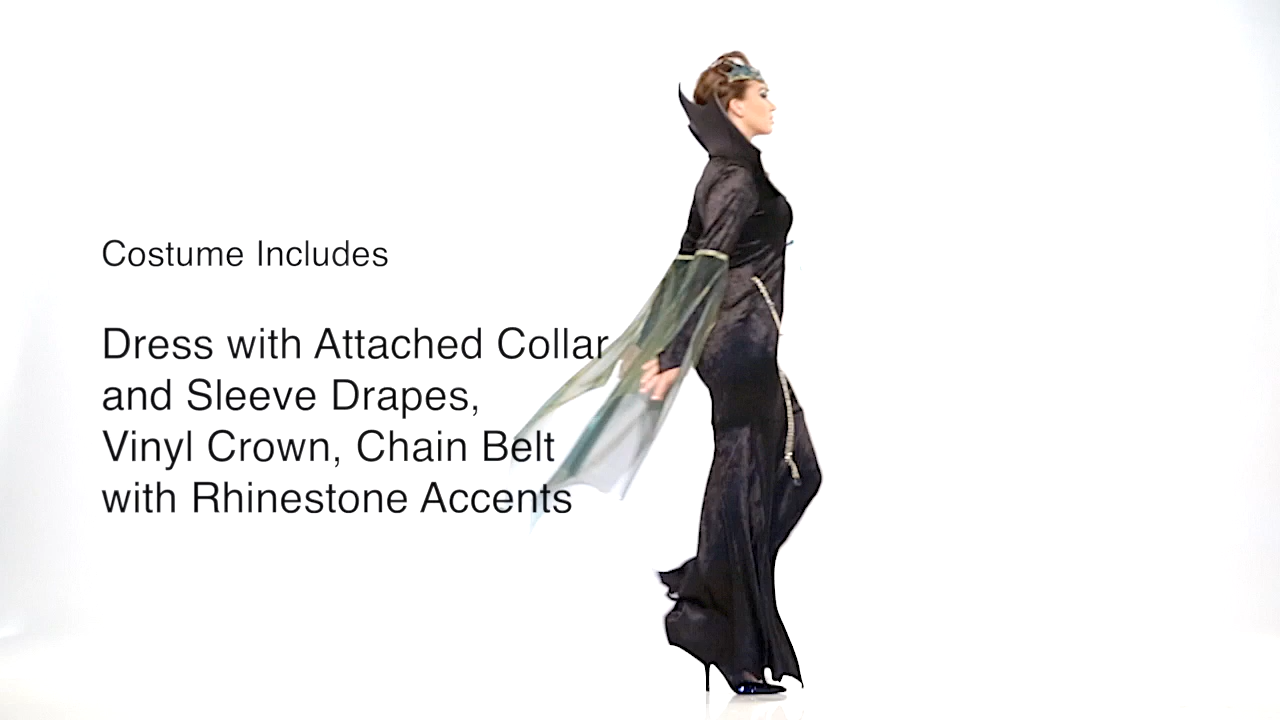 Costume Includes
Dress with Attached Collar
and Sleeve Drapes,
Vinyl Crown, Chain Belt
with Rhinestone Accents